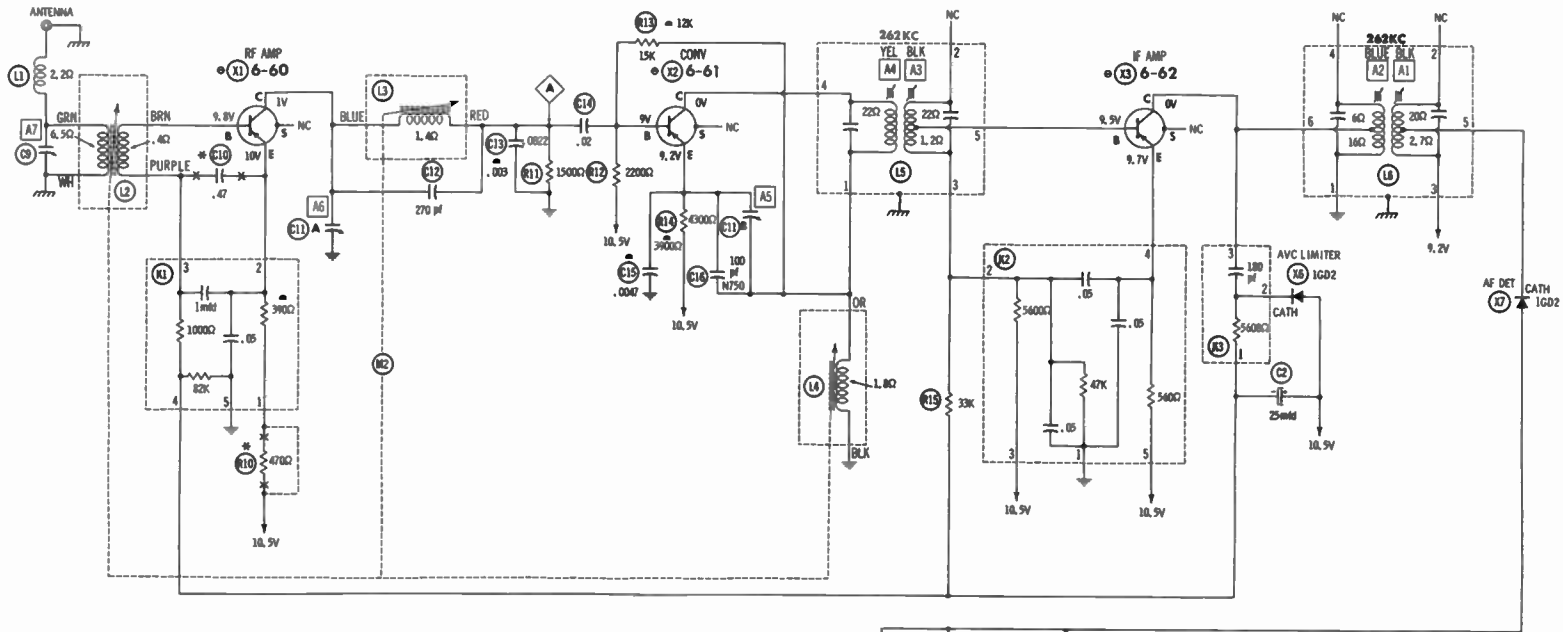 ANTENNA
L1
2,2Ω
A7
C9
GRN
6,5Ω
WH
BRN
.4Ω
PURPLE
L2
RF AMP
X1 6-60
C
1V
9.8V
B
S
NC
10V
E
* C10
.47
K1
3
2
1mfd
390Ω
1000Ω
.05
82K
4
5
1
*
R10
470Ω
10.5V
M2
L3
BLUE
RED
1,4Ω
C12
270 pf
A6
C11 A
A
C13
.0822
.003
R11
1500Ω
C14
.02
R12
2200Ω
10.5V
R13 12K
15K
CONV
X2 6-61
C
0V
9V
B
S
NC
9.2V
E
R14
4300Ω
3900Ω
C15
.0047
C16
100
pf
N750
A5
C11 B
10.5V
OR
L4
1,8Ω
BLK
262KC
YEL BLK
A4 A3
NC
2
4
22Ω
22Ω
1,2Ω
5
1
L5
3
R15
33K
IF AMP
X3 6-62
C
0V
9.5V
B
S
NC
9.7V
E
K2
2
4
.05
5600Ω
.05
47K
560Ω
.05
3
1
5
10.5V
10.5V
NC
NC
262KC
BLUE BLK
A2 A1
4
2
6
6Ω
20Ω
5
16Ω
2,7Ω
1
L6
3
9.2V
3
180
pf
2
AVC LIMITER
X6 1GD2
CATH
5600Ω
K3
1
C2
25mfd
10.5V
AF DET
X7
CATH
1GD2